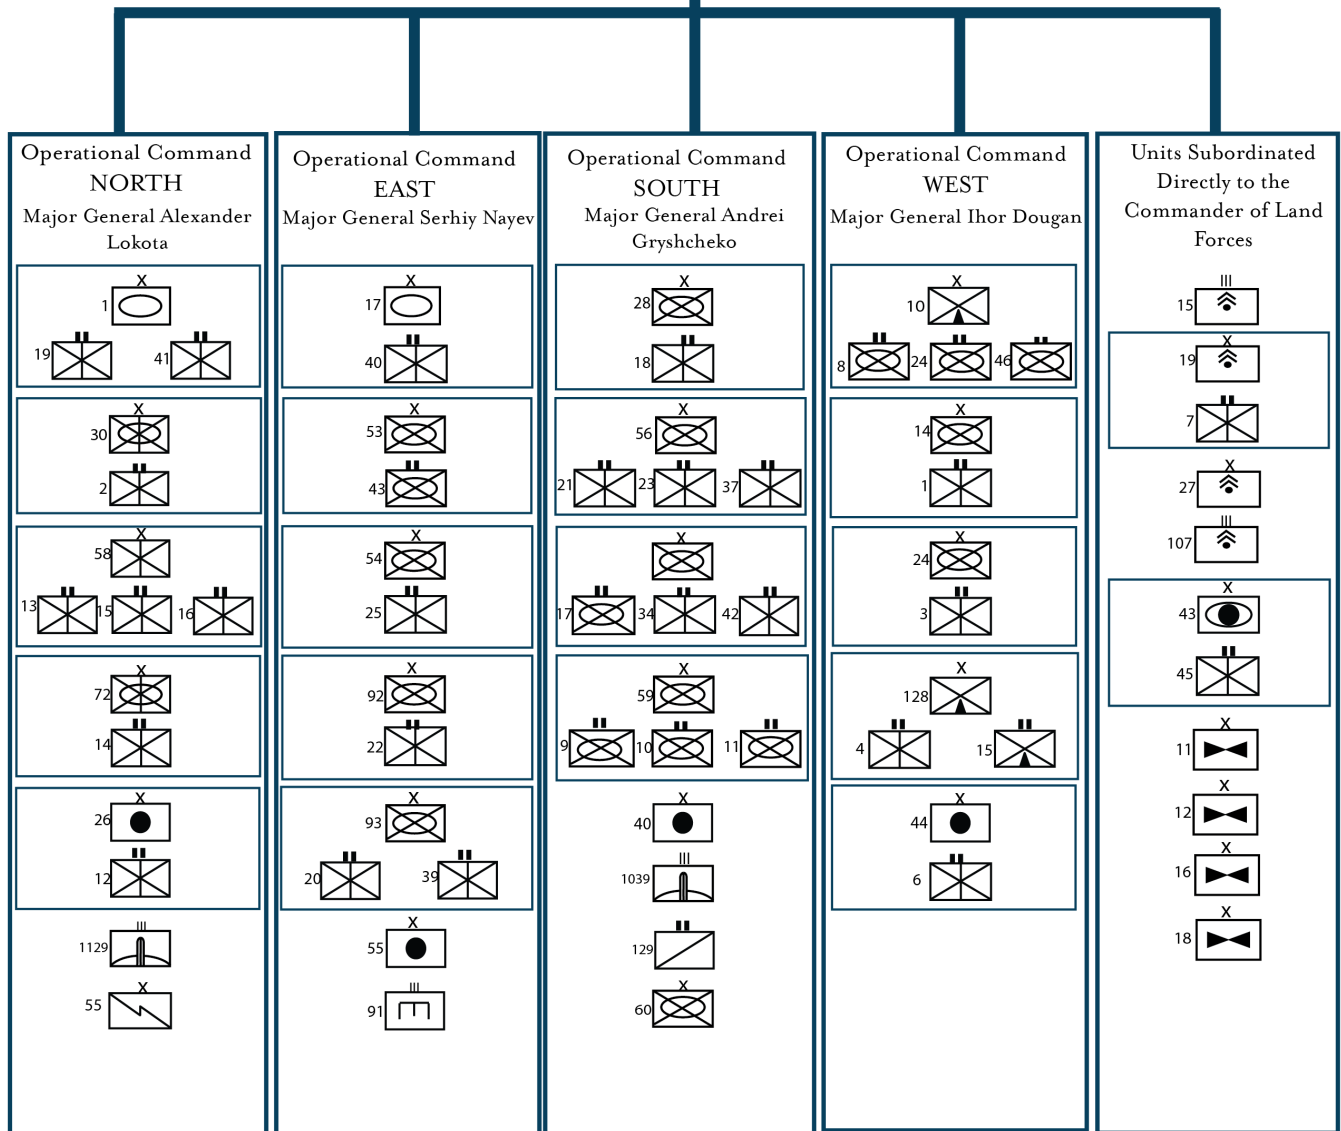 Operational Command
NORTH
Major General Alexander
Lokota
X
1
19
41
X
30
2
X
58
13
15
16
X
72
14
X
26
12
III
1129
X
55
Operational Command
EAST
Major General Serhiy Nayev
X
17
40
X
53
43
X
54
25
X
92
22
X
93
20
39
X
55
III
91
Operational Command
SOUTH
Major General Andrei
Gryshcheko
X
28
18
X
56
21
23
37
X
17
34
42
X
59
9
10
11
X
40
III
1039
129
X
60
Operational Command
WEST
Major General Ihor Dougan
X
10
8
24
46
X
14
1
X
24
3
X
128
4
15
X
44
6
Units Subordinated
Directly to the
Commander of Land
Forces
III
15
X
19
7
X
27
III
107
X
43
45
X
11
X
12
X
16
X
18